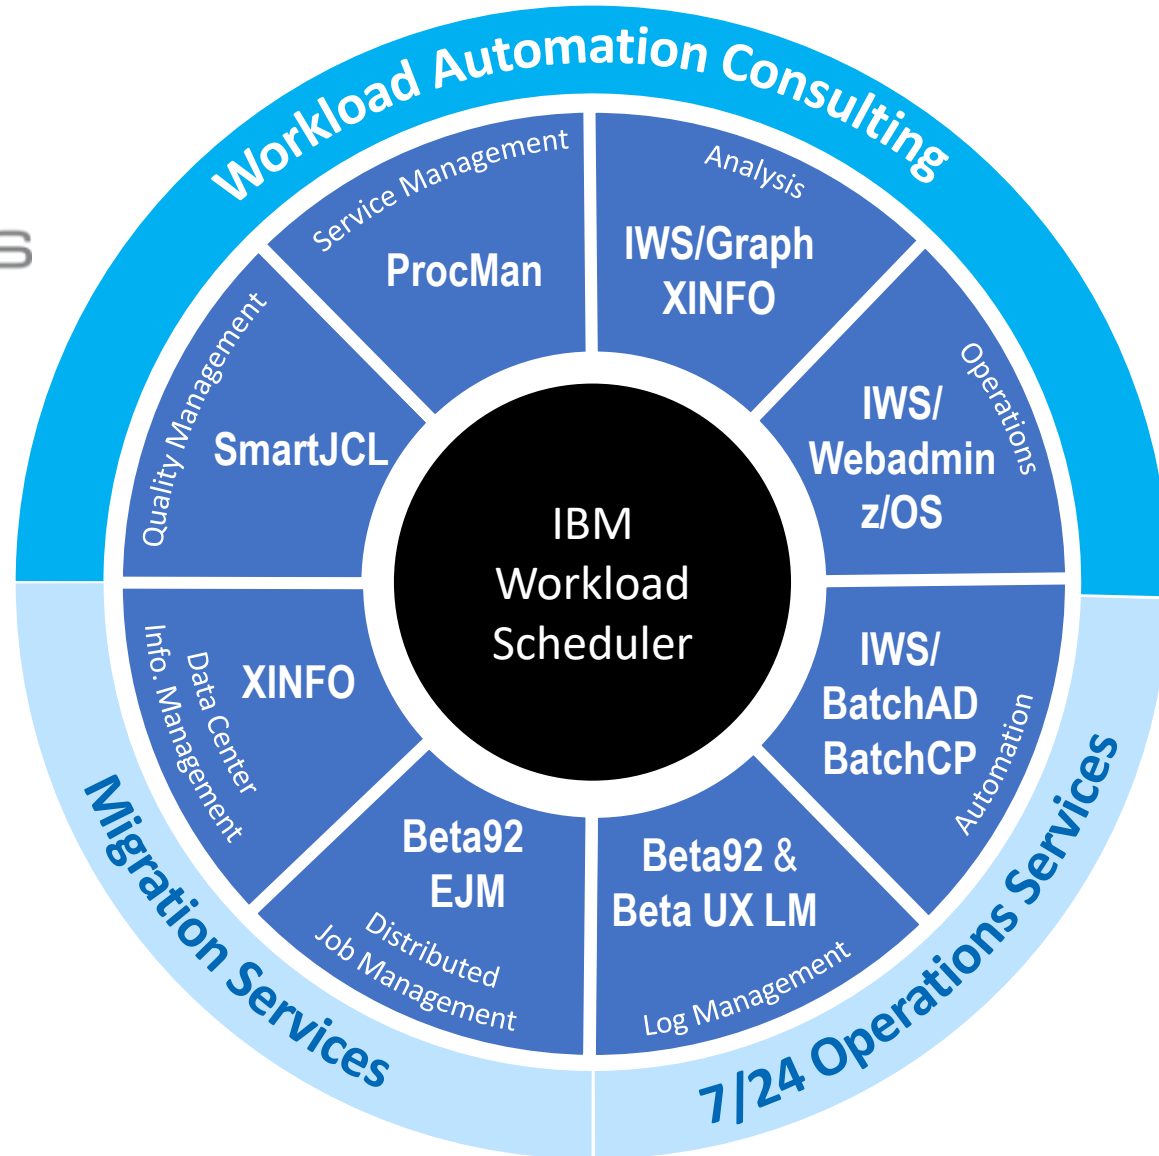 Workload Automation Consulting
Service Management
ProcMan
Analysis
IWS/Graph
XINFO
Operations
IWS/
Webadmin
z/OS
Quality Management
SmartJCL
IBM
Workload
Scheduler
Data Center
Info. Management
XINFO
IWS/
BatchAD
BatchCP
Automation
Beta92
EJM
Distributed
Job Management
Beta92 &
Beta UX LM
Log Management
Migration Services
7/24 Operations Services